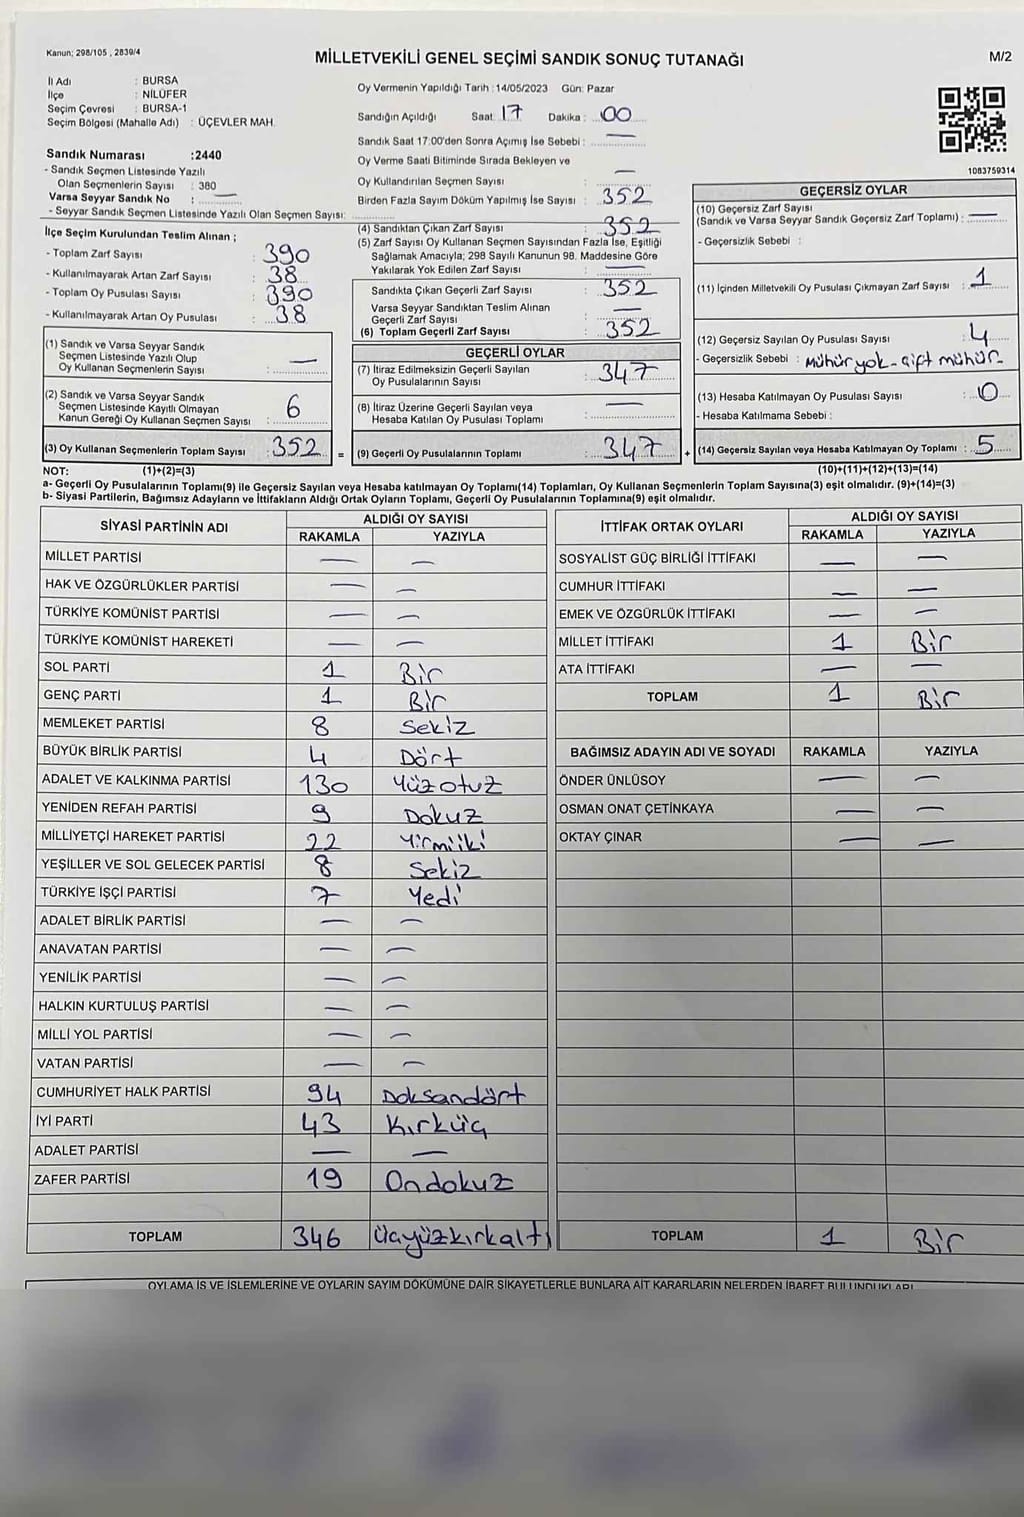 Kanun; 298/105 , 2839/4
MİLLETVEKİLİ GENEL SEÇİMİ SANDIK SONUÇ TUTANAĞI
M/2
İl Adı : BURSA
İlçe : NİLÜFER
Seçim Çevresi : BURSA-1
Seçim Bölgesi (Mahalle Adı) : ÜÇEVLER MAH.
Sandık Numarası :2440
- Sandık Seçmen Listesinde Yazılı
Olan Seçmenlerin Sayısı : 380
Varsa Seyyar Sandık No : —
- Seyyar Sandık Seçmen Listesinde Yazılı Olan Seçmen Sayısı:
Oy Vermenin Yapıldığı Tarih :14/05/2023 Gün: Pazar
Sandığın Açıldığı Saat: 17 Dakika : 00
Sandık Saat 17:00'den Sonra Açımış İse Sebebi : —
Oy Verme Saati Bitiminde Sırada Bekleyen ve
Oy Kullandırılan Seçmen Sayısı : —
Birden Fazla Sayım Döküm Yapılmış İse Sayısı : 352
(4) Sandıktan Çıkan Zarf Sayısı : 352
(5) Zarf Sayısı Oy Kullanan Seçmen Sayısından Fazla İse, Eşitliği
Sağlamak Amacıyla; 298 Sayılı Kanunun 98. Maddesine Göre
Yakılarak Yok Edilen Zarf Sayısı : —
1083759314
İlçe Seçim Kurulundan Teslim Alınan ;
- Toplam Zarf Sayısı : 390
- Kullanılmayarak Artan Zarf Sayısı : 38
- Toplam Oy Pusulası Sayısı : 390
- Kullanılmayarak Artan Oy Pusulası : 38
Sandıkta Çıkan Geçerli Zarf Sayısı : 352
Varsa Seyyar Sandıktan Teslim Alınan
Geçerli Zarf Sayısı : —
(6) Toplam Geçerli Zarf Sayısı : 352
GEÇERSİZ OYLAR
(10) Geçersiz Zarf Sayısı
(Sandık ve Varsa Seyyar Sandık Geçersiz Zarf Toplamı) : —
- Geçersizlik Sebebi :
(11) İçinden Milletvekili Oy Pusulası Çıkmayan Zarf Sayısı : 1
(12) Geçersiz Sayılan Oy Pusulası Sayısı : 4
- Geçersizlik Sebebi : Mühür yok - çift mühür-
(13) Hesaba Katılmayan Oy Pusulası Sayısı : 0
- Hesaba Katılmama Sebebi :
(1) Sandık ve Varsa Seyyar Sandık
Seçmen Listesinde Yazılı Olup
Oy Kullanan Seçmenlerin Sayısı : —
(2) Sandık ve Varsa Seyyar Sandık
Seçmen Listesinde Kayıtlı Olmayan
Kanun Gereği Oy Kullanan Seçmen Sayısı : 6
GEÇERLİ OYLAR
(7) İtiraz Edilmeksizin Geçerli Sayılan
Oy Pusulalarının Sayısı : 347
(8) İtiraz Üzerine Geçerli Sayılan veya
Hesaba Katılan Oy Pusulası Toplamı : —
(3) Oy Kullanan Seçmenlerin Toplam Sayısı : 352 = (9) Geçerli Oy Pusulalarının Toplamı : 347 + (14) Geçersiz Sayılan veya Hesaba Katılmayan Oy Toplamı : 5
NOT: (1)+(2)=(3) (10)+(11)+(12)+(13)=(14)
a- Geçerli Oy Pusulalarının Toplamı(9) ile Geçersiz Sayılan veya Hesaba katılmayan Oy Toplamı(14) Toplamları, Oy Kullanan Seçmenlerin Toplam Sayısına(3) eşit olmalıdır. (9)+(14)=(3)
b- Siyasi Partilerin, Bağımsız Adayların ve İttifakların Aldığı Ortak Oyların Toplamı, Geçerli Oy Pusulalarının Toplamına(9) eşit olmalıdır.
SİYASİ PARTİNİN ADI ALDIĞI OY SAYISI
RAKAMLA YAZIYLA
MİLLET PARTİSİ — —
HAK VE ÖZGÜRLÜKLER PARTİSİ — —
TÜRKİYE KOMÜNİST PARTİSİ — —
TÜRKİYE KOMÜNİST HAREKETİ — —
SOL PARTİ 1 Bir
GENÇ PARTİ 1 Bir
MEMLEKET PARTİSİ 8 Sekiz
BÜYÜK BİRLİK PARTİSİ 4 Dört
ADALET VE KALKINMA PARTİSİ 130 Yüzotuz
YENİDEN REFAH PARTİSİ 9 Dokuz
MİLLİYETÇİ HAREKET PARTİSİ 22 Yirmiiki
YEŞİLLER VE SOL GELECEK PARTİSİ 8 Sekiz
TÜRKİYE İŞÇİ PARTİSİ 7 Yedi
ADALET BİRLİK PARTİSİ — —
ANAVATAN PARTİSİ — —
YENİLİK PARTİSİ — —
HALKIN KURTULUŞ PARTİSİ — —
MİLLİ YOL PARTİSİ — —
VATAN PARTİSİ — —
CUMHURİYET HALK PARTİSİ 94 Doksandört
İYİ PARTİ 43 Kırküç
ADALET PARTİSİ — —
ZAFER PARTİSİ 19 Ondokuz
TOPLAM 346 Üçyüzkırkaltı
İTTİFAK ORTAK OYLARI ALDIĞI OY SAYISI
RAKAMLA YAZIYLA
SOSYALİST GÜÇ BİRLİĞİ İTTİFAKI — —
CUMHUR İTTİFAKI — —
EMEK VE ÖZGÜRLÜK İTTİFAKI — —
MİLLET İTTİFAKI 1 Bir
ATA İTTİFAKI — —
TOPLAM 1 Bir
BAĞIMSIZ ADAYIN ADI VE SOYADI RAKAMLA YAZIYLA
ÖNDER ÜNLÜSOY — —
OSMAN ONAT ÇETİNKAYA — —
OKTAY ÇINAR — —
TOPLAM 1 Bir
OYLAMA İŞ VE İŞLEMLERİNE VE OYLARIN SAYIM DÖKÜMÜNE DAİR ŞİKAYETLERLE BUNLARA AİT KARARLARIN NELERDEN İBARET BULUNDUKLARI